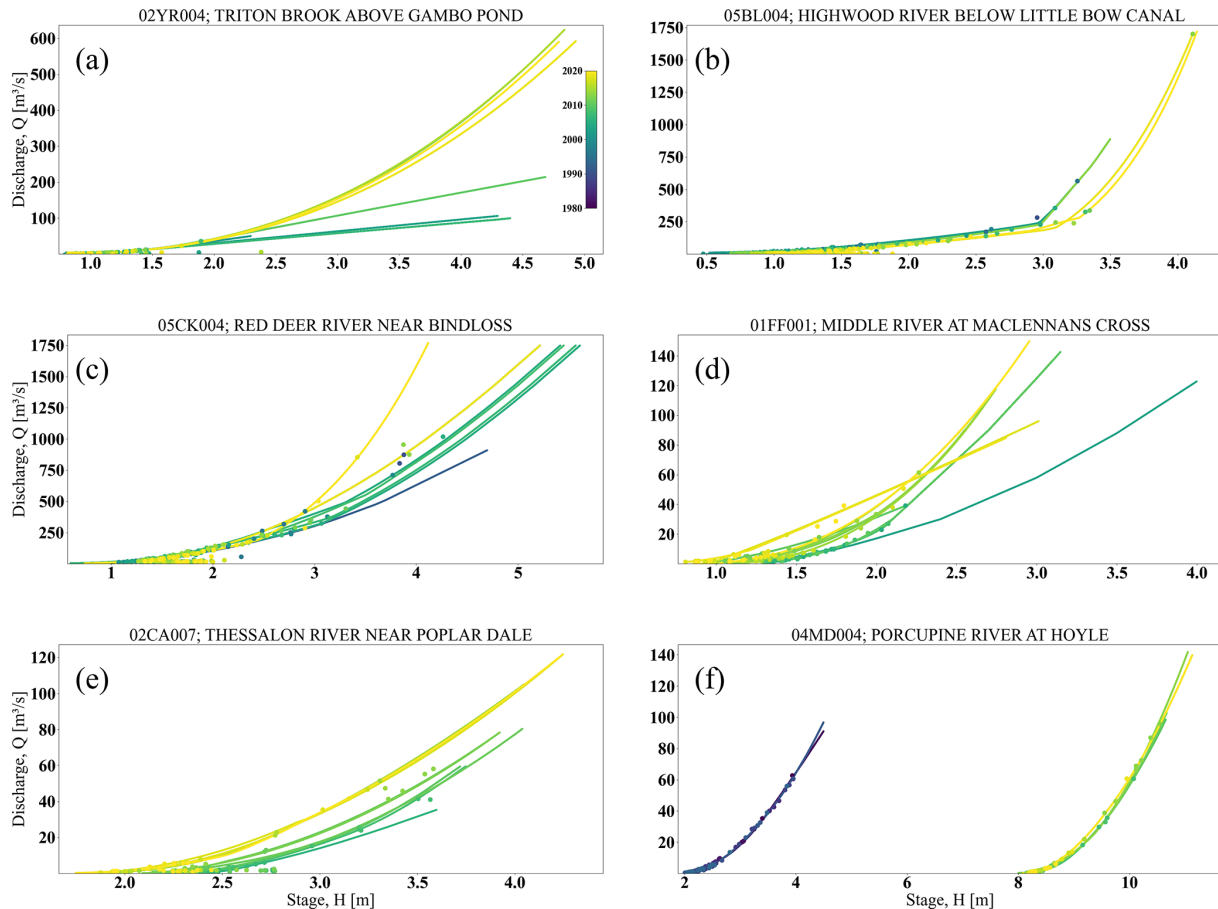 02YR004; TRITON BROOK ABOVE GAMBO POND
(a)
Discharge, Q [m³/s]
600
500
400
300
200
100
2020
2010
2000
1990
1980
1.0 1.5 2.0 2.5 3.0 3.5 4.0 4.5 5.0
05BL004; HIGHWOOD RIVER BELOW LITTLE BOW CANAL
(b)
1750
1500
1250
1000
750
500
250
0.5 1.0 1.5 2.0 2.5 3.0 3.5 4.0
05CK004; RED DEER RIVER NEAR BINDLOSS
(c)
Discharge, Q [m³/s]
1750
1500
1250
1000
750
500
250
1 2 3 4 5
01FF001; MIDDLE RIVER AT MACLENNANS CROSS
(d)
140
120
100
80
60
40
20
1.0 1.5 2.0 2.5 3.0 3.5 4.0
02CA007; THESSALON RIVER NEAR POPLAR DALE
(e)
Discharge, Q [m³/s]
120
100
80
60
40
20
2.0 2.5 3.0 3.5 4.0
Stage, H [m]
04MD004; PORCUPINE RIVER AT HOYLE
(f)
140
120
100
80
60
40
20
2 4 6 8 10
Stage, H [m]